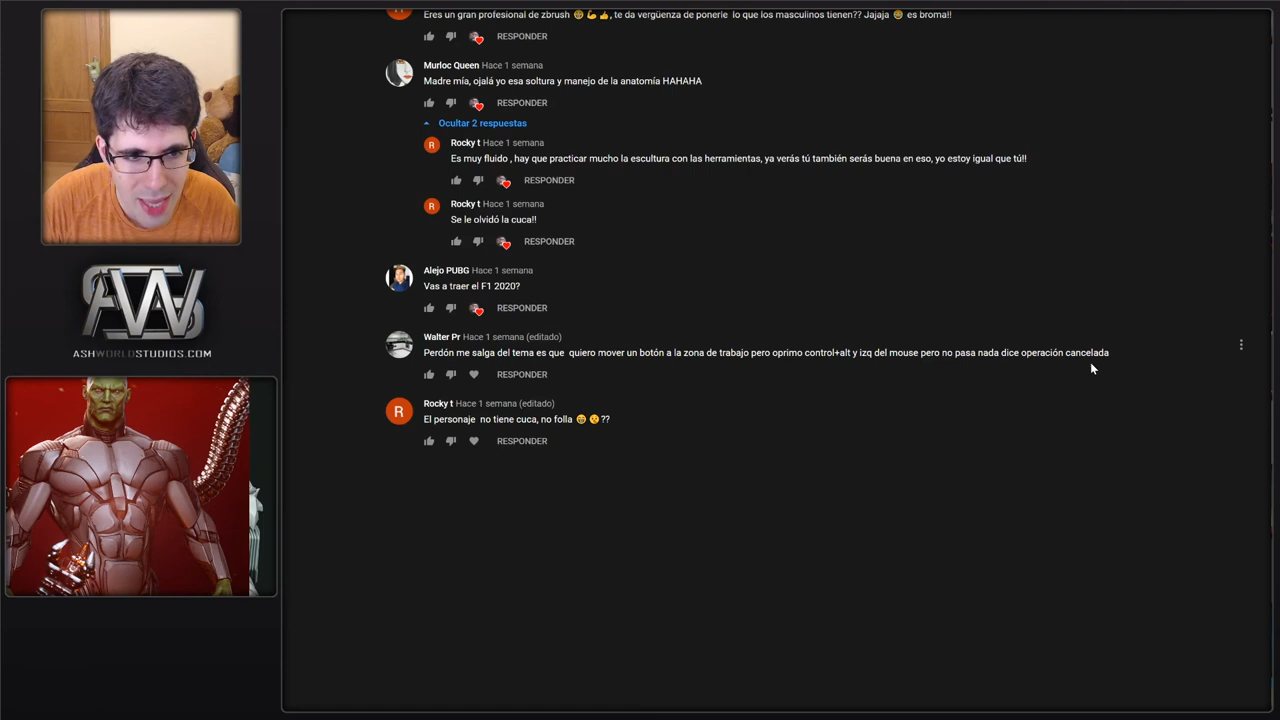 Eres un gran profesional de zbrush 😁 💪 👍, te da vergüenza de ponerle lo que los masculinos tienen?? Jajaja 😁 es broma!!
RESPONDER
Murloc Queen Hace 1 semana
Madre mía, ojalá yo esa soltura y manejo de la anatomía HAHAHA
RESPONDER
Ocultar 2 respuestas
R
Rocky t Hace 1 semana
Es muy fluido , hay que practicar mucho la escultura con las herramientas, ya verás tú también serás buena en eso, yo estoy igual que tú!!
RESPONDER
R
Rocky t Hace 1 semana
Se le olvidó la cuca!!
RESPONDER
Alejo PUBG Hace 1 semana
Vas a traer el F1 2020?
RESPONDER
Walter Pr Hace 1 semana (editado)
Perdón me salga del tema es que quiero mover un botón a la zona de trabajo pero oprimo control+alt y izq del mouse pero no pasa nada dice operación cancelada
RESPONDER
R
Rocky t Hace 1 semana (editado)
El personaje no tiene cuca, no folla 😁 😯 ??
RESPONDER
ASHWORLDSTUDIOS.COM